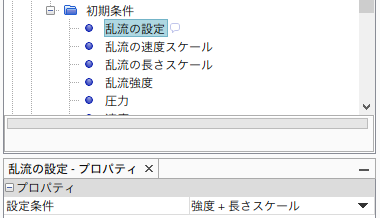 初期条件
乱流の設定
乱流の速度スケール
乱流の長さスケール
乱流強度
圧力
乱流の設定 - プロパティ ×
プロパティ
設定条件 強度 + 長さスケール